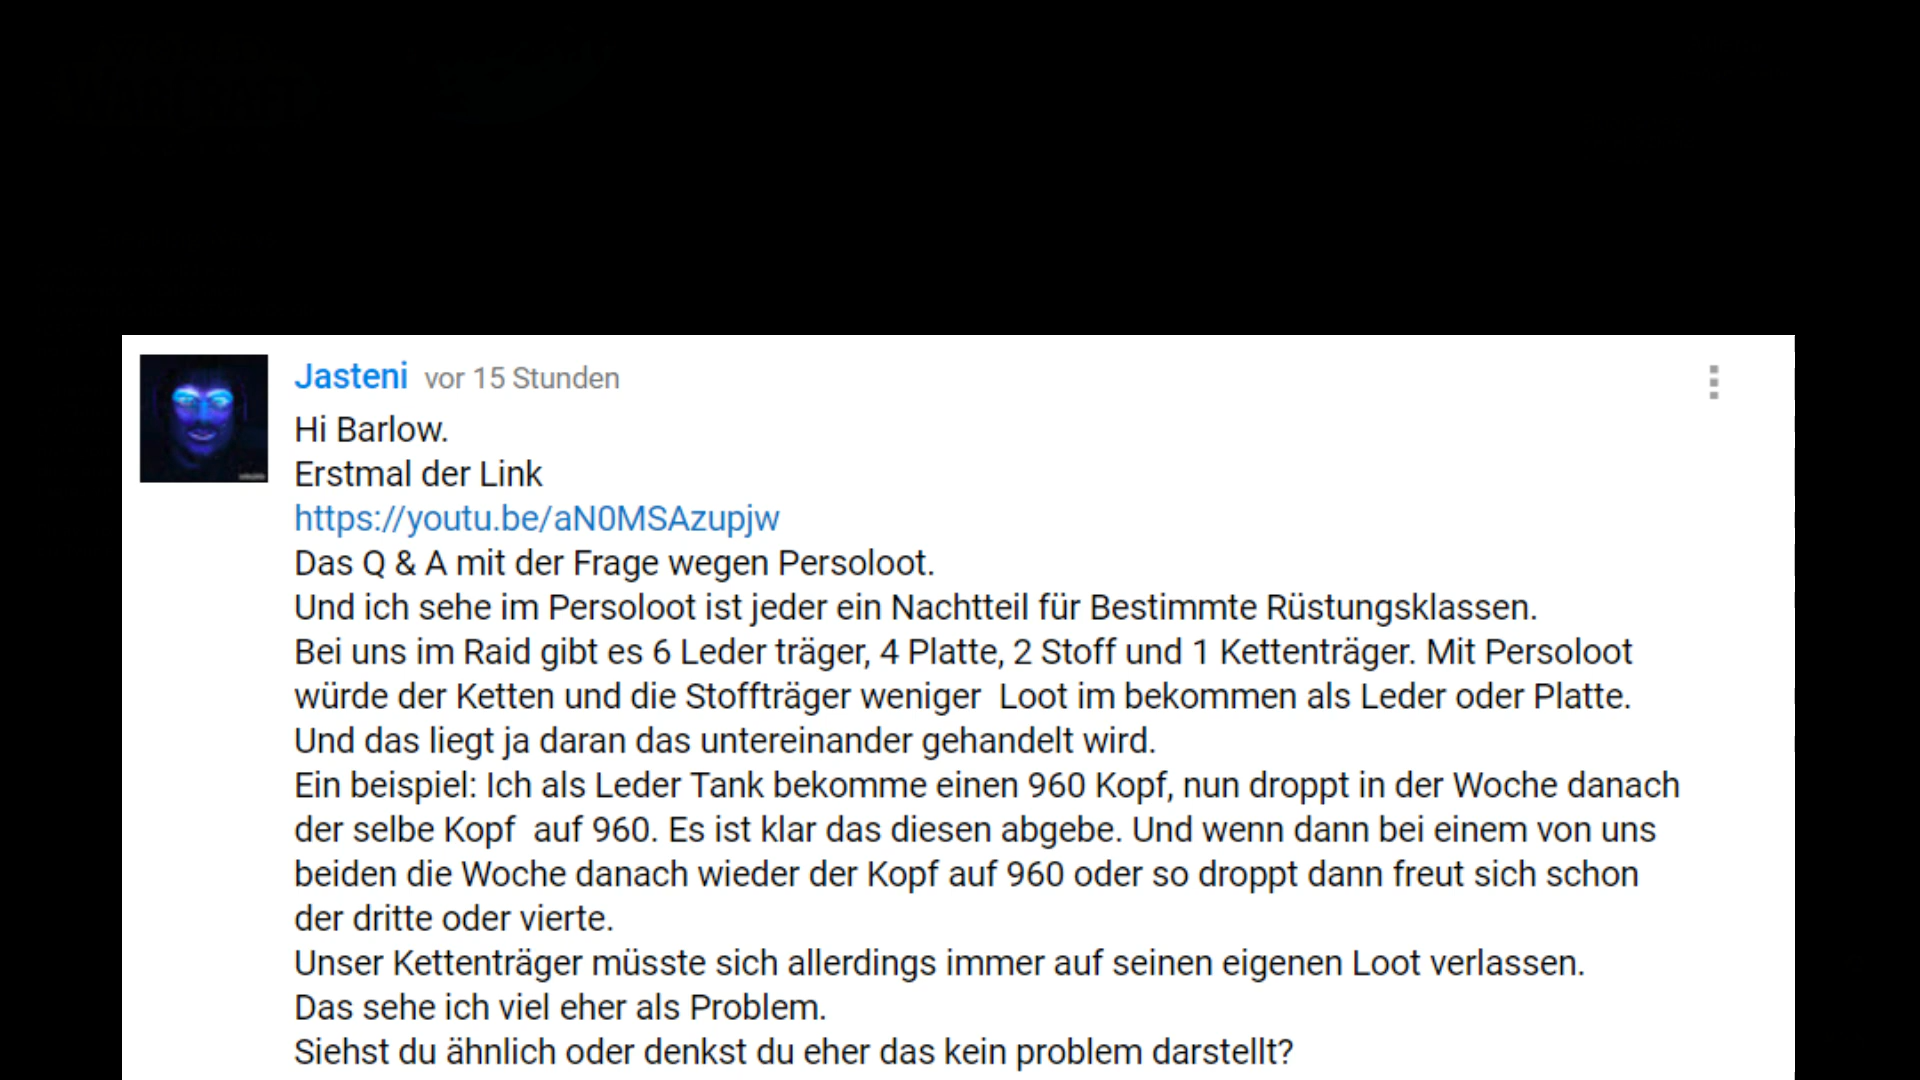 Jasteni vor 15 Stunden
Hi Barlow.
Erstmal der Link
https://youtu.be/aN0MSAzupjw
Das Q & A mit der Frage wegen Persoloot.
Und ich sehe im Persoloot ist jeder ein Nachtteil für Bestimmte Rüstungsklassen.
Bei uns im Raid gibt es 6 Leder träger, 4 Platte, 2 Stoff und 1 Kettenträger. Mit Persoloot
würde der Ketten und die Stoffträger weniger  Loot im bekommen als Leder oder Platte.
Und das liegt ja daran das untereinander gehandelt wird.
Ein beispiel: Ich als Leder Tank bekomme einen 960 Kopf, nun droppt in der Woche danach
der selbe Kopf  auf 960. Es ist klar das diesen abgebe. Und wenn dann bei einem von uns
beiden die Woche danach wieder der Kopf auf 960 oder so droppt dann freut sich schon
der dritte oder vierte.
Unser Kettenträger müsste sich allerdings immer auf seinen eigenen Loot verlassen.
Das sehe ich viel eher als Problem.
Siehst du ähnlich oder denkst du eher das kein problem darstellt?